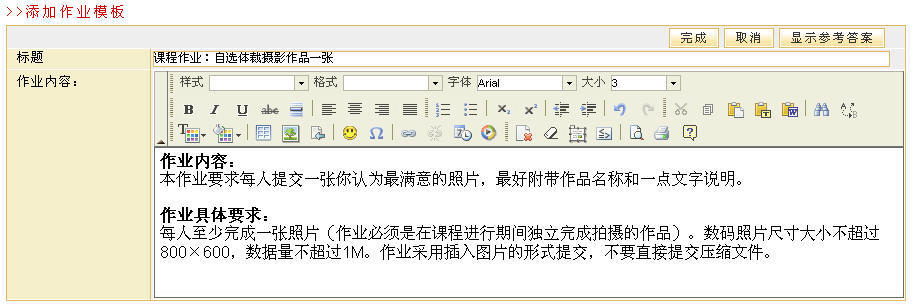 >>添加作业模板
完成 取消 显示参考答案
标题 课程作业：自选体裁摄影作品一张
作业内容：
样式 格式 字体 Arial 大小 3
B I U abc
作业内容：
本作业要求每人提交一张你认为最满意的照片，最好附带作品名称和一点文字说明。
作业具体要求：
每人至少完成一张照片（作业必须是在课程进行期间独立完成拍摄的作品）。数码照片尺寸大小不超过
800×600，数据量不超过1M。作业采用插入图片的形式提交，不要直接提交压缩文件。